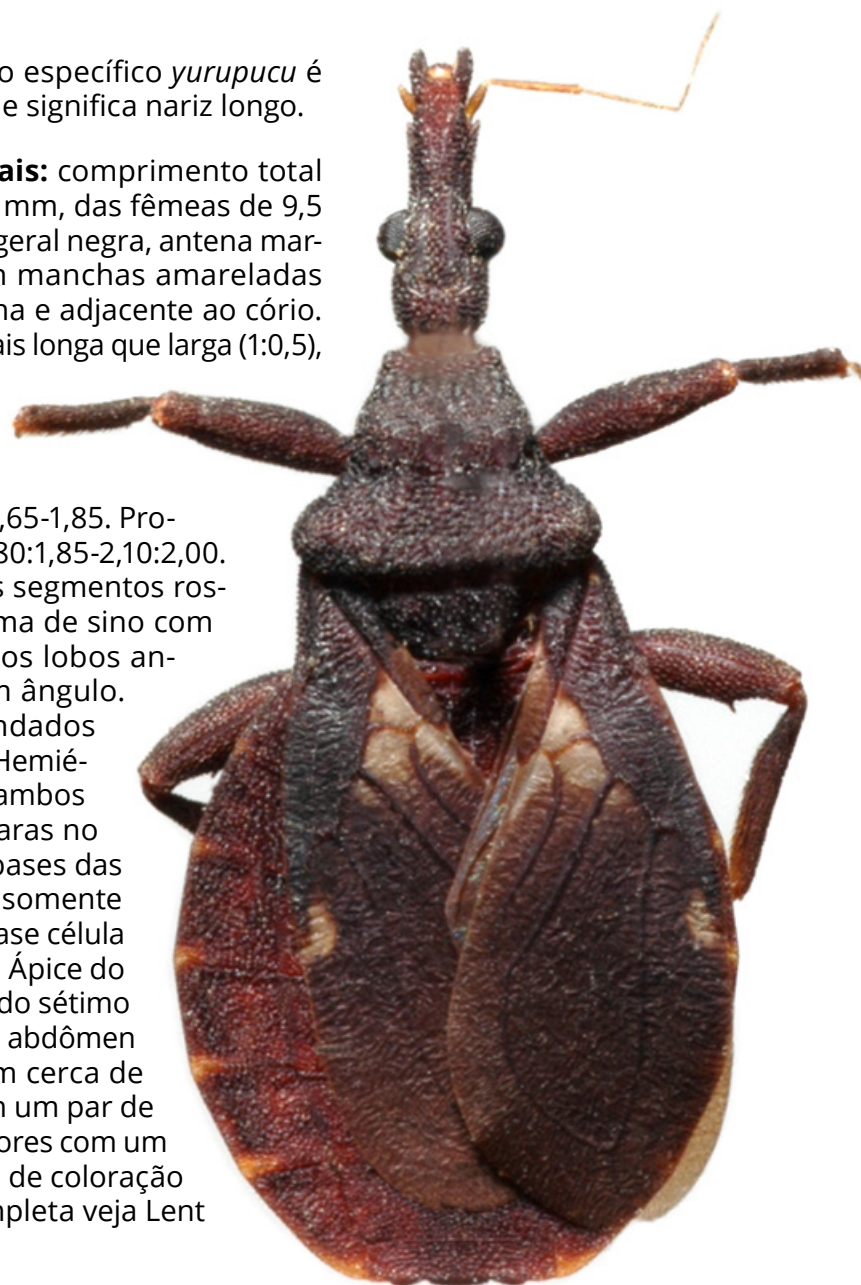 o específico yurupucu é
e significa nariz longo.
ais: comprimento total
mm, das fêmeas de 9,5
geral negra, antena mar-
m manchas amareladas
na e adjacente ao cório.
ais longa que larga (1:0,5),
,65-1,85. Pro-
80:1,85-2,10:2,00.
s segmentos ros-
ma de sino com
os lobos an-
m ângulo.
ndados
Hemié-
ambos
aras no
bases das
somente
ase célula
Ápice do
do sétimo
abdômen
m cerca de
m um par de
ores com um
de coloração
mpleta veja Lent